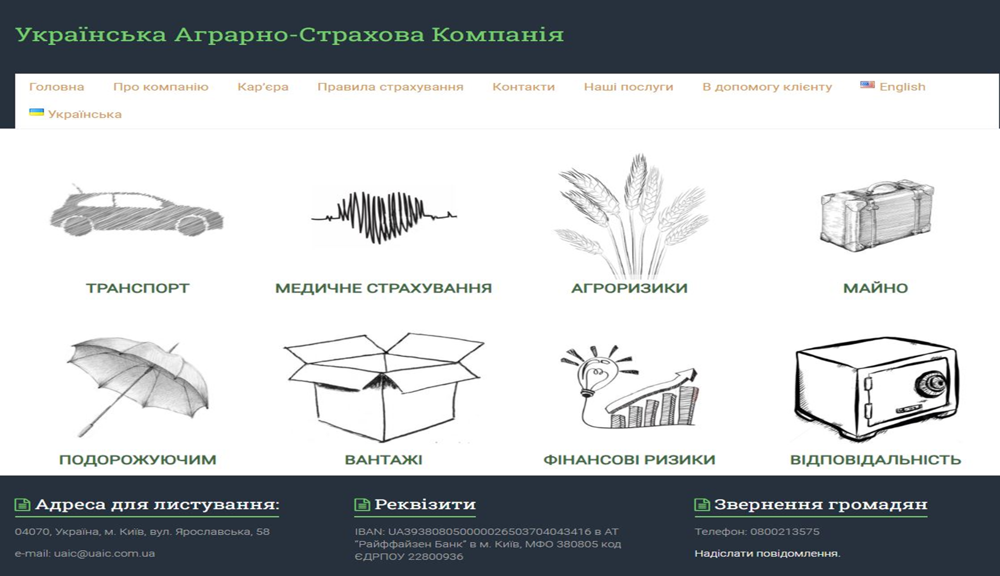 Українська Аграрно-Страхова Компанія
Головна Про компанію Кар’єра Правила страхування Контакти Наші послуги В допомогу клієнту English
Українська
ТРАНСПОРТ МЕДИЧНЕ СТРАХУВАННЯ АГРОРИЗИКИ МАЙНО
ПОДОРОЖУЮЧИМ ВАНТАЖІ ФІНАНСОВІ РИЗИКИ ВІДПОВІДАЛЬНІСТЬ
Адреса для листування:
04070, Україна, м. Київ, вул. Ярославська, 58
e-mail: uaic@uaic.com.ua
Реквізити
IBAN: UA393808050000026503704043416 в АТ
“Райффайзен Банк” в м. Київ, МФО 380805 код
ЄДРПОУ 22800936
Звернення громадян
Телефон: 0800213575
Надіслати повідомлення.